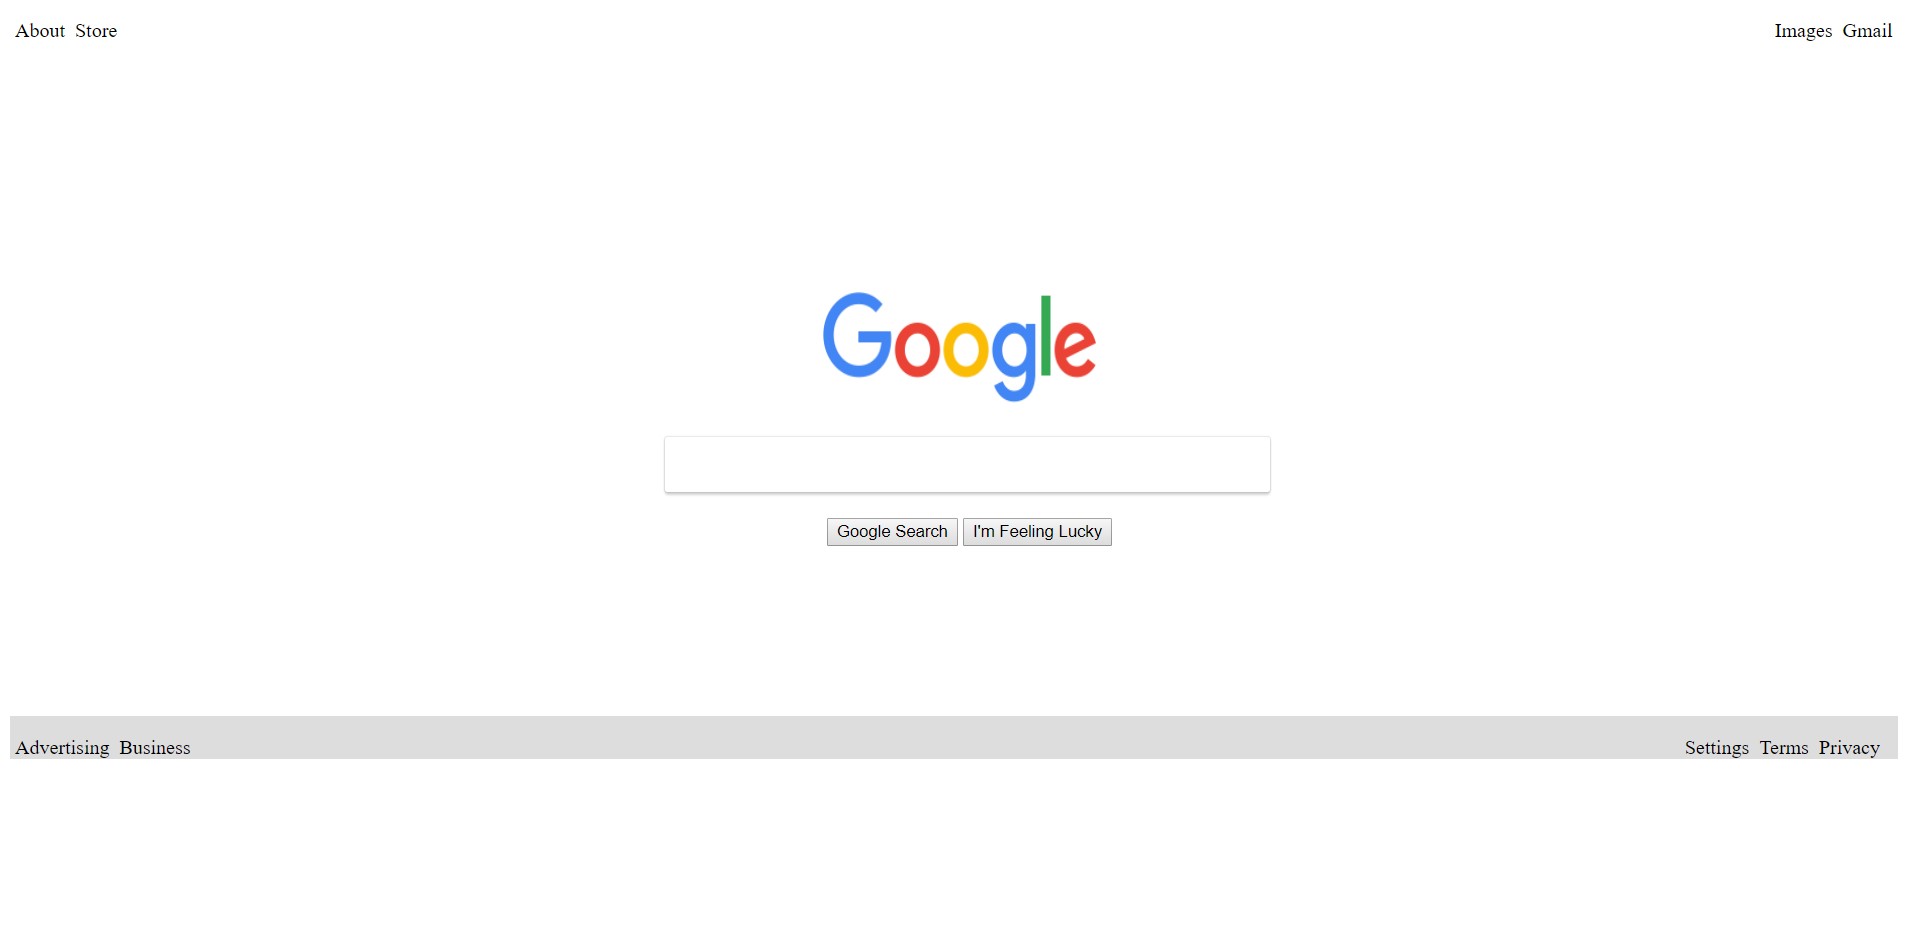 About Store Images Gmail
Google
Google Search I'm Feeling Lucky
Advertising Business Settings Terms Privacy